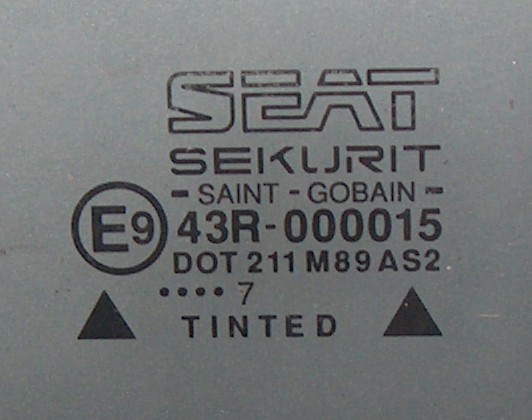 SEAT
SEKURIT
- SAINT - GOBAIN -
E9 43R-000015
DOT 211 M89 AS2
•••• 7
TINTED